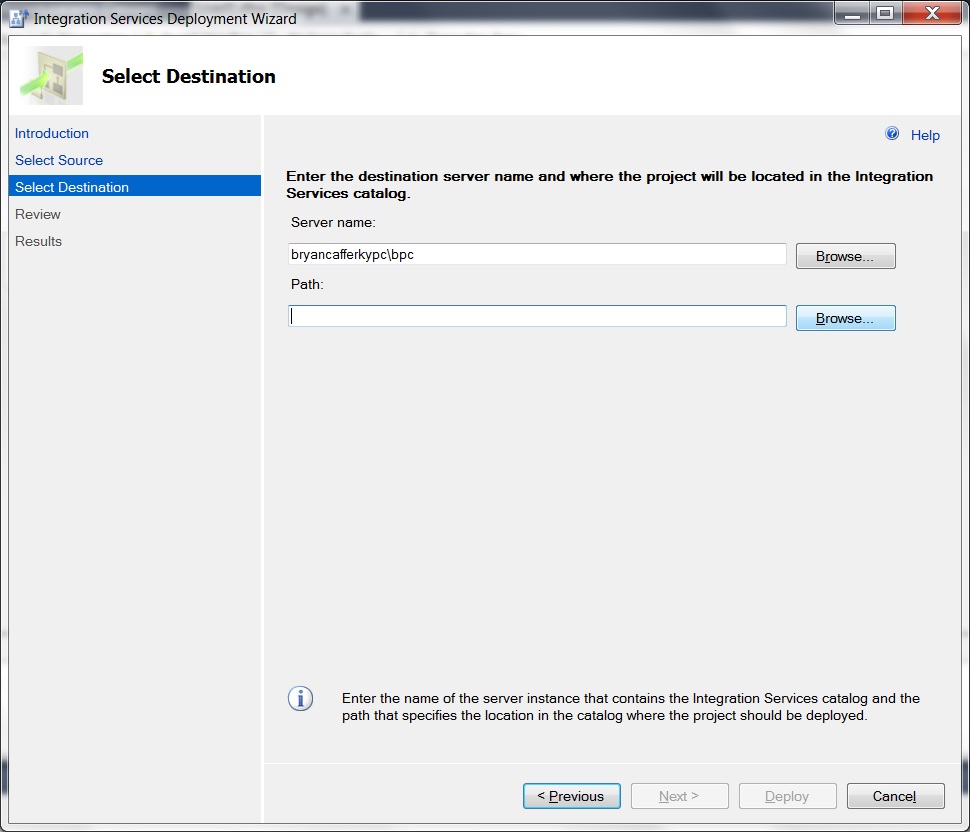 Integration Services Deployment Wizard
Select Destination
Introduction
Select Source
Select Destination
Review
Results
Help
Enter the destination server name and where the project will be located in the Integration
Services catalog.
Server name:
bryancafferkypc\bpc
Browse...
Path:
Browse...
Enter the name of the server instance that contains the Integration Services catalog and the
path that specifies the location in the catalog where the project should be deployed.
< Previous
Next >
Deploy
Cancel